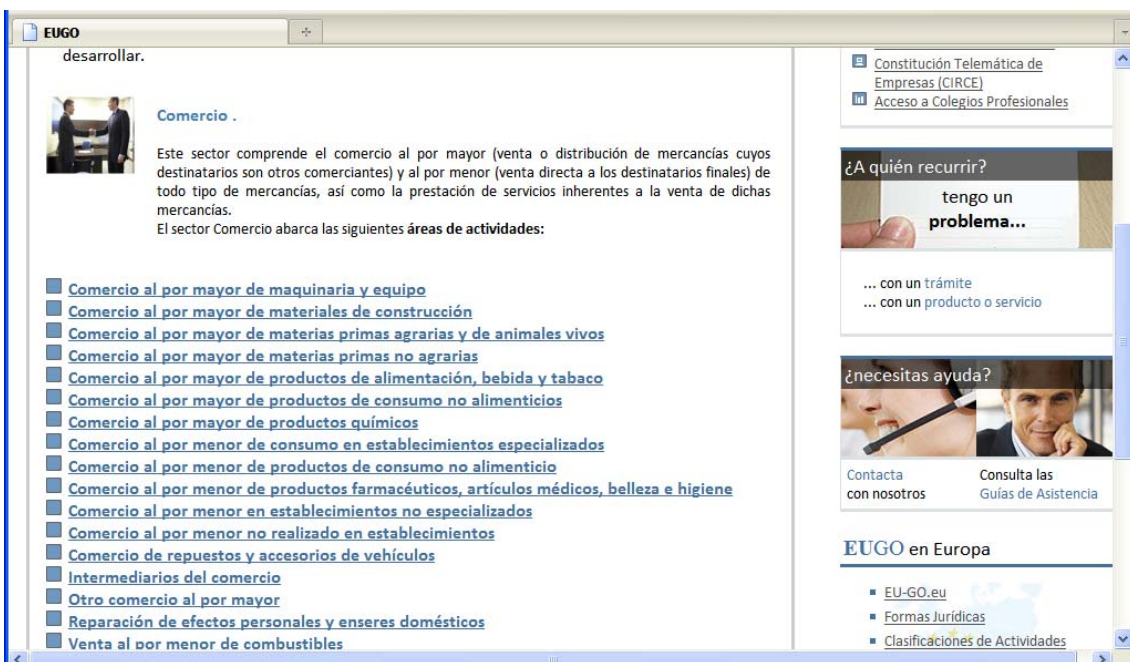 EUGO
desarrollar.
Comercio .
Este sector comprende el comercio al por mayor (venta o distribución de mercancías cuyos
destinatarios son otros comerciantes) y al por menor (venta directa a los destinatarios finales) de
todo tipo de mercancías, así como la prestación de servicios inherentes a la venta de dichas
mercancías.
El sector Comercio abarca las siguientes áreas de actividades:
Comercio al por mayor de maquinaria y equipo
Comercio al por mayor de materiales de construcción
Comercio al por mayor de materias primas agrarias y de animales vivos
Comercio al por mayor de materias primas no agrarias
Comercio al por mayor de productos de alimentación, bebida y tabaco
Comercio al por mayor de productos de consumo no alimenticios
Comercio al por mayor de productos químicos
Comercio al por menor de consumo en establecimientos especializados
Comercio al por menor de productos de consumo no alimenticio
Comercio al por menor de productos farmacéuticos, artículos médicos, belleza e higiene
Comercio al por menor en establecimientos no especializados
Comercio al por menor no realizado en establecimientos
Comercio de repuestos y accesorios de vehículos
Intermediarios del comercio
Otro comercio al por mayor
Reparación de efectos personales y enseres domésticos
Venta al por menor de combustibles
Constitución Telemática de
Empresas (CIRCE)
Acceso a Colegios Profesionales
¿A quién recurrir?
tengo un
problema...
... con un trámite
... con un producto o servicio
¿necesitas ayuda?
Contacta
con nosotros
Consulta las
Guías de Asistencia
EUGO en Europa
EU-GO.eu
Formas Jurídicas
Clasificaciones de Actividades